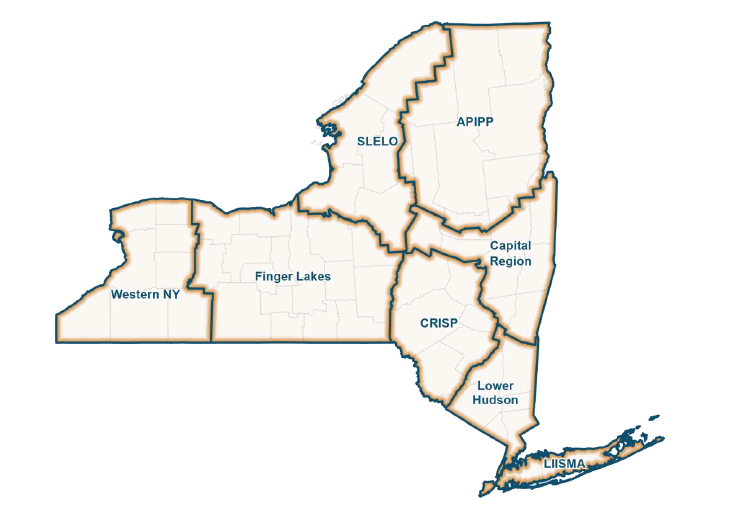 APIPP
SLELO
Capital
Region
Finger Lakes
Western NY
CRISP
Lower
Hudson
LIISMA